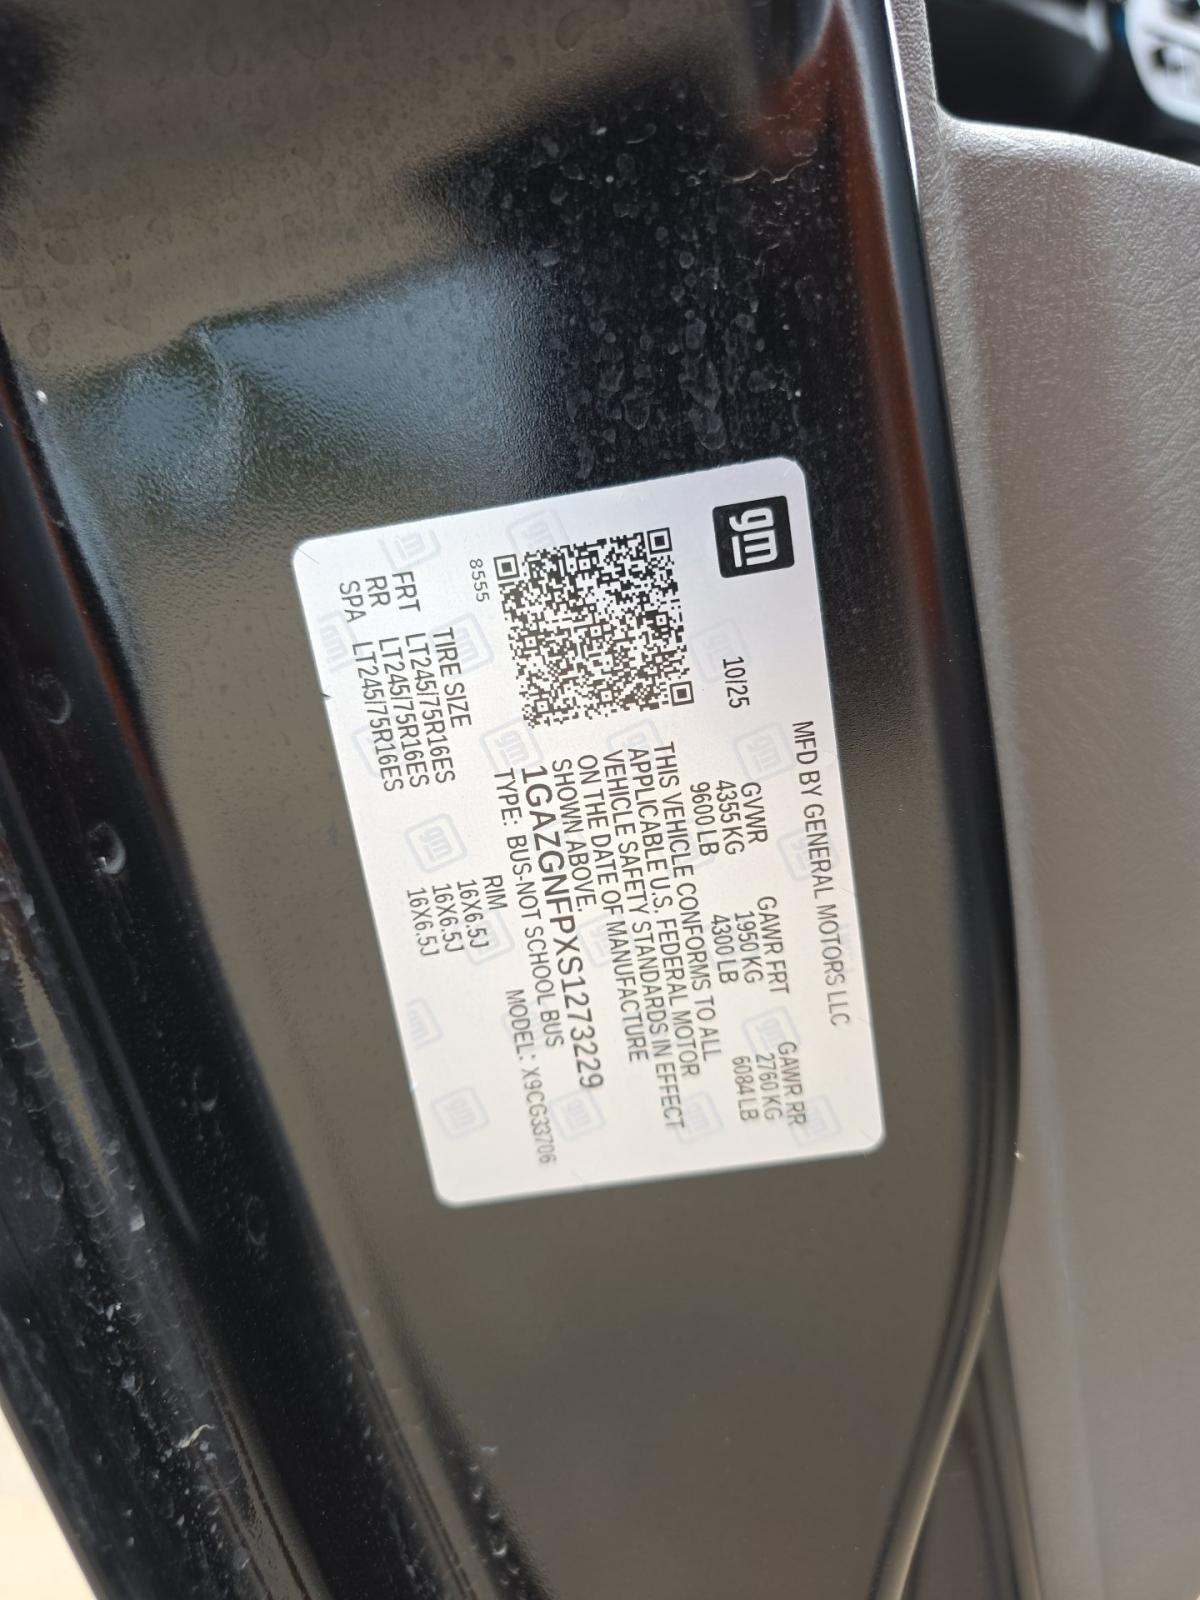 gm
MFD BY GENERAL MOTORS LLC
10/25
GVWR GAWR FRT GAWR RR
4355 KG 1950 KG 2760 KG
9600 LB 4300 LB 6084 LB
THIS VEHICLE CONFORMS TO ALL
APPLICABLE U.S. FEDERAL MOTOR
VEHICLE SAFETY STANDARDS IN EFFECT
ON THE DATE OF MANUFACTURE
SHOWN ABOVE.
1GAZGNFPXS1273229
TYPE: BUS-NOT SCHOOL BUS
MODEL: X9CG33706
8555
TIRE SIZE RIM
FRT LT245/75R16ES 16X6.5J
RR LT245/75R16ES 16X6.5J
SPA LT245/75R16ES 16X6.5J